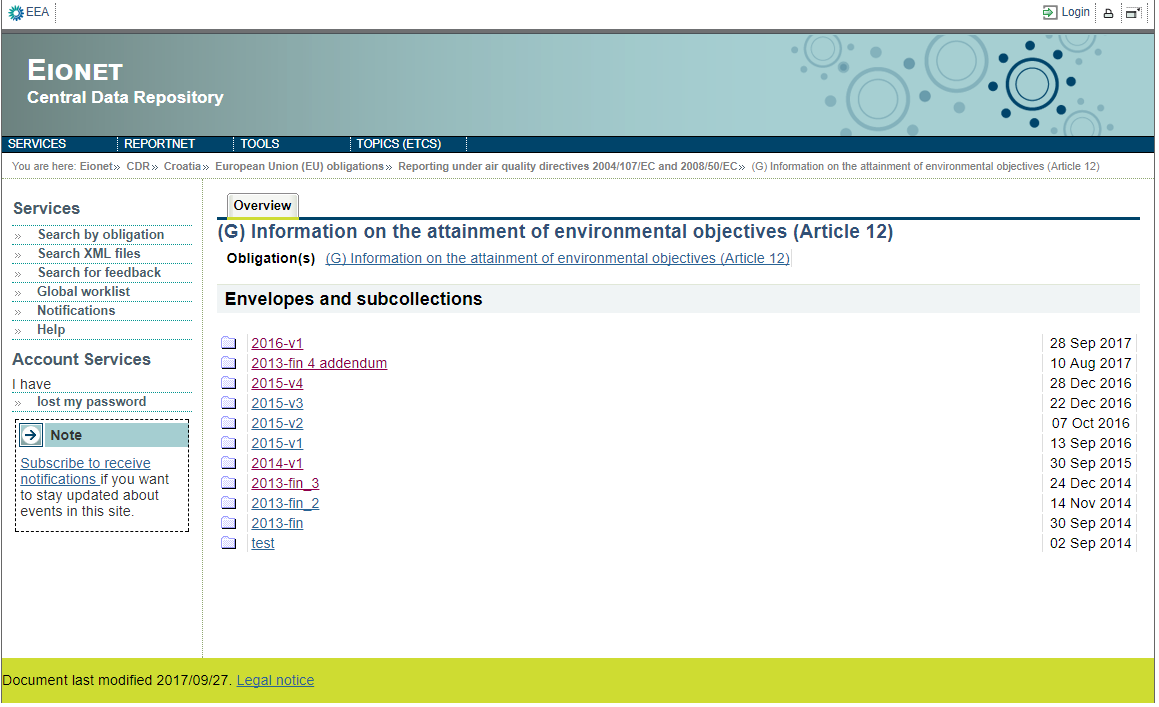 EEA
Login
EIONET
Central Data Repository
SERVICES REPORTNET TOOLS TOPICS (ETCS)
You are here: Eionet» CDR» Croatia» European Union (EU) obligations» Reporting under air quality directives 2004/107/EC and 2008/50/EC» (G) Information on the attainment of environmental objectives (Article 12)
Services
» Search by obligation
» Search XML files
» Search for feedback
» Global worklist
» Notifications
» Help
Account Services
I have
» lost my password
Note
Subscribe to receive
notifications if you want
to stay updated about
events in this site.
Overview
(G) Information on the attainment of environmental objectives (Article 12)
Obligation(s) (G) Information on the attainment of environmental objectives (Article 12)
Envelopes and subcollections
2016-v1 28 Sep 2017
2013-fin 4 addendum 10 Aug 2017
2015-v4 28 Dec 2016
2015-v3 22 Dec 2016
2015-v2 07 Oct 2016
2015-v1 13 Sep 2016
2014-v1 30 Sep 2015
2013-fin_3 24 Dec 2014
2013-fin_2 14 Nov 2014
2013-fin 30 Sep 2014
test 02 Sep 2014
Document last modified 2017/09/27. Legal notice